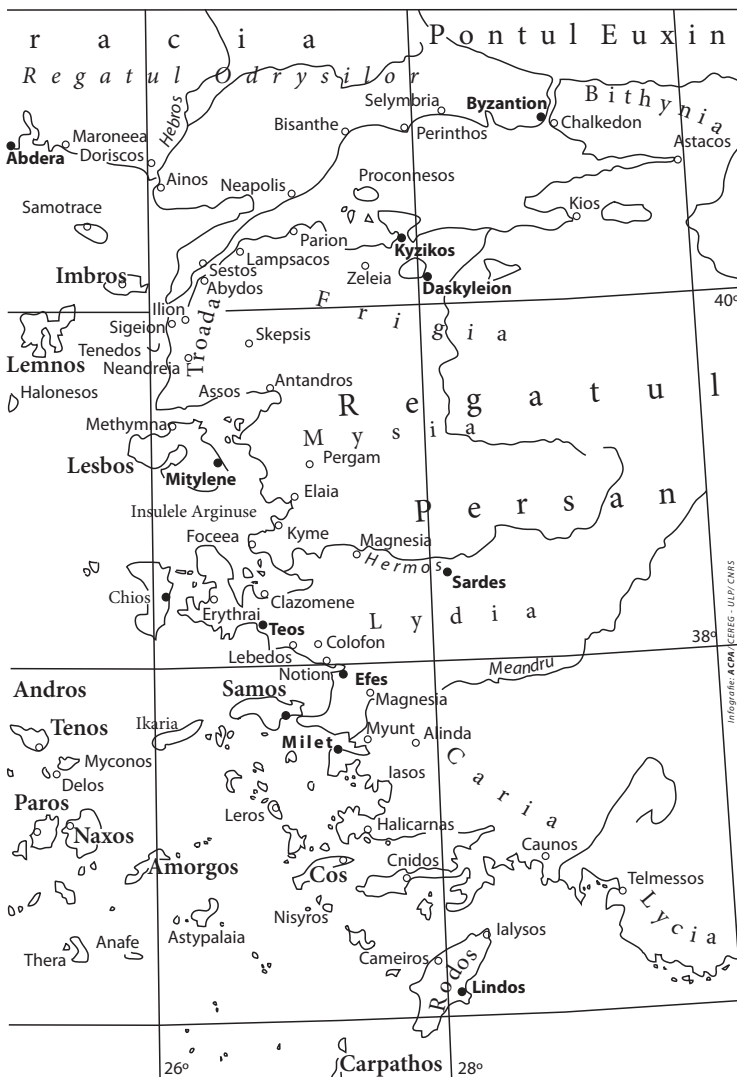 racia
Pontul Euxin
Regatul Odrysilor
Bithynia
Hebros
Selymbria
Byzantion
Bisanthe
Perinthos
Chalkedon
Astacos
Maroneea
Abdera
Doriscos
Ainos
Neapolis
Proconnesos
Kios
Samotrace
Parion
Kyzikos
Lampsacos
Sestos
Zeleia
Imbros
Abydos
Daskyleion
40º
Ilion
Frigia
Sigeion
Troada
Skepsis
Tenedos
Lemnos
Neandreia
Halonesos
Assos
Antandros
Regatul
Methymna
Mysia
Lesbos
Pergam
Mitylene
Elaia
Persan
Insulele Arginuse
Foceea
Kyme
Magnesia
Hermos
Sardes
Chios
Clazomene
Erythrai
Lydia
Teos
Colofon
Lebedos
38º
Notion
Efes
Meandru
Andros
Samos
Magnesia
Tenos
Ikaria
Myunt
Alinda
Milet
Myconos
Caria
Delos
Iasos
Paros
Leros
Naxos
Halicarnas
Amorgos
Caunos
Cnidos
Cos
Telmessos
Lycia
Nisyros
Astypalaia
Anafe
Thera
Ialysos
Cameiros
Rodos
Lindos
Carpathos
26º
28º
Infografie: ACPA / CEREG - ULP/ CNRS